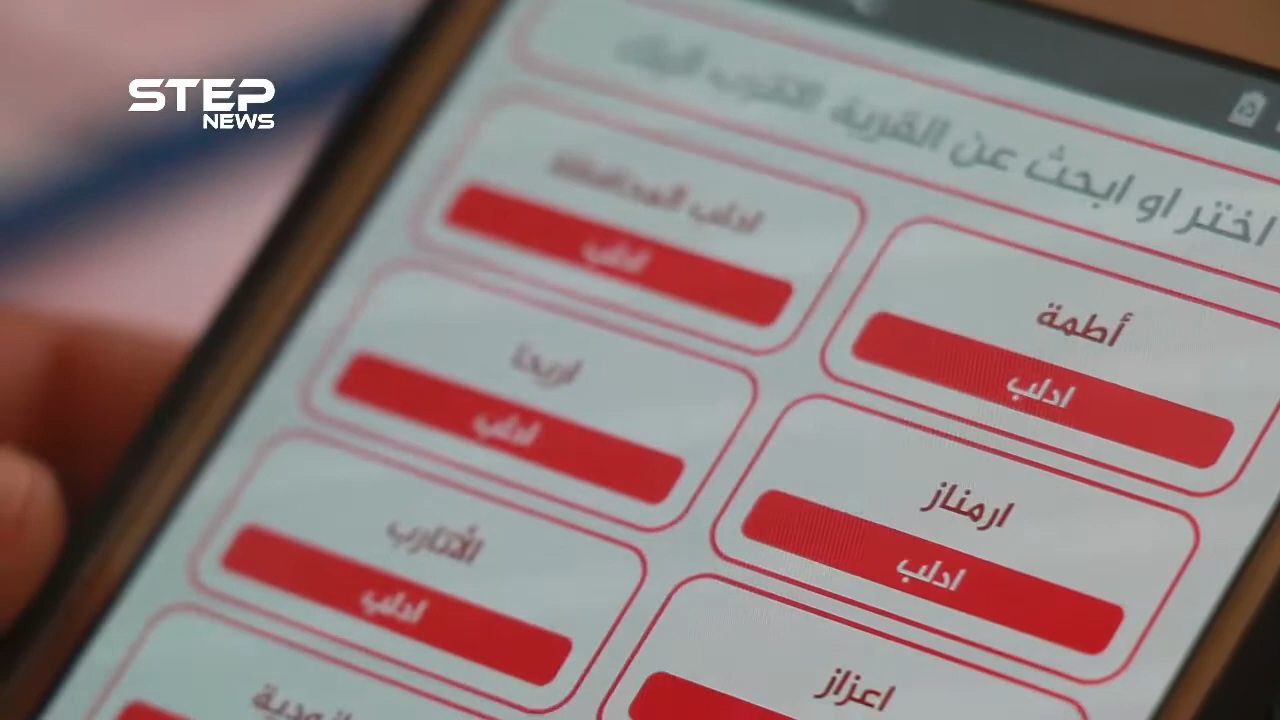 STEP
NEWS
اختر او ابحث عن القرية الاقرب اليك
أطمة
ادلب
ادلب المحافظة
ادلب
ارمناز
ادلب
اريحا
ادلب
اعزاز
الأتارب
ادلب